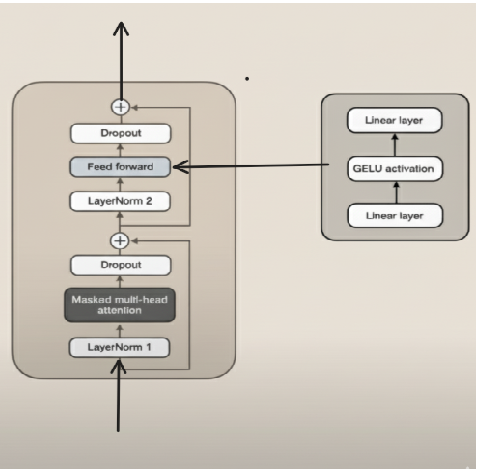 Dropout
Feed forward
LayerNorm 2
Dropout
Masked multi-head
attention
LayerNorm 1
Linear layer
GELU activation
Linear layer